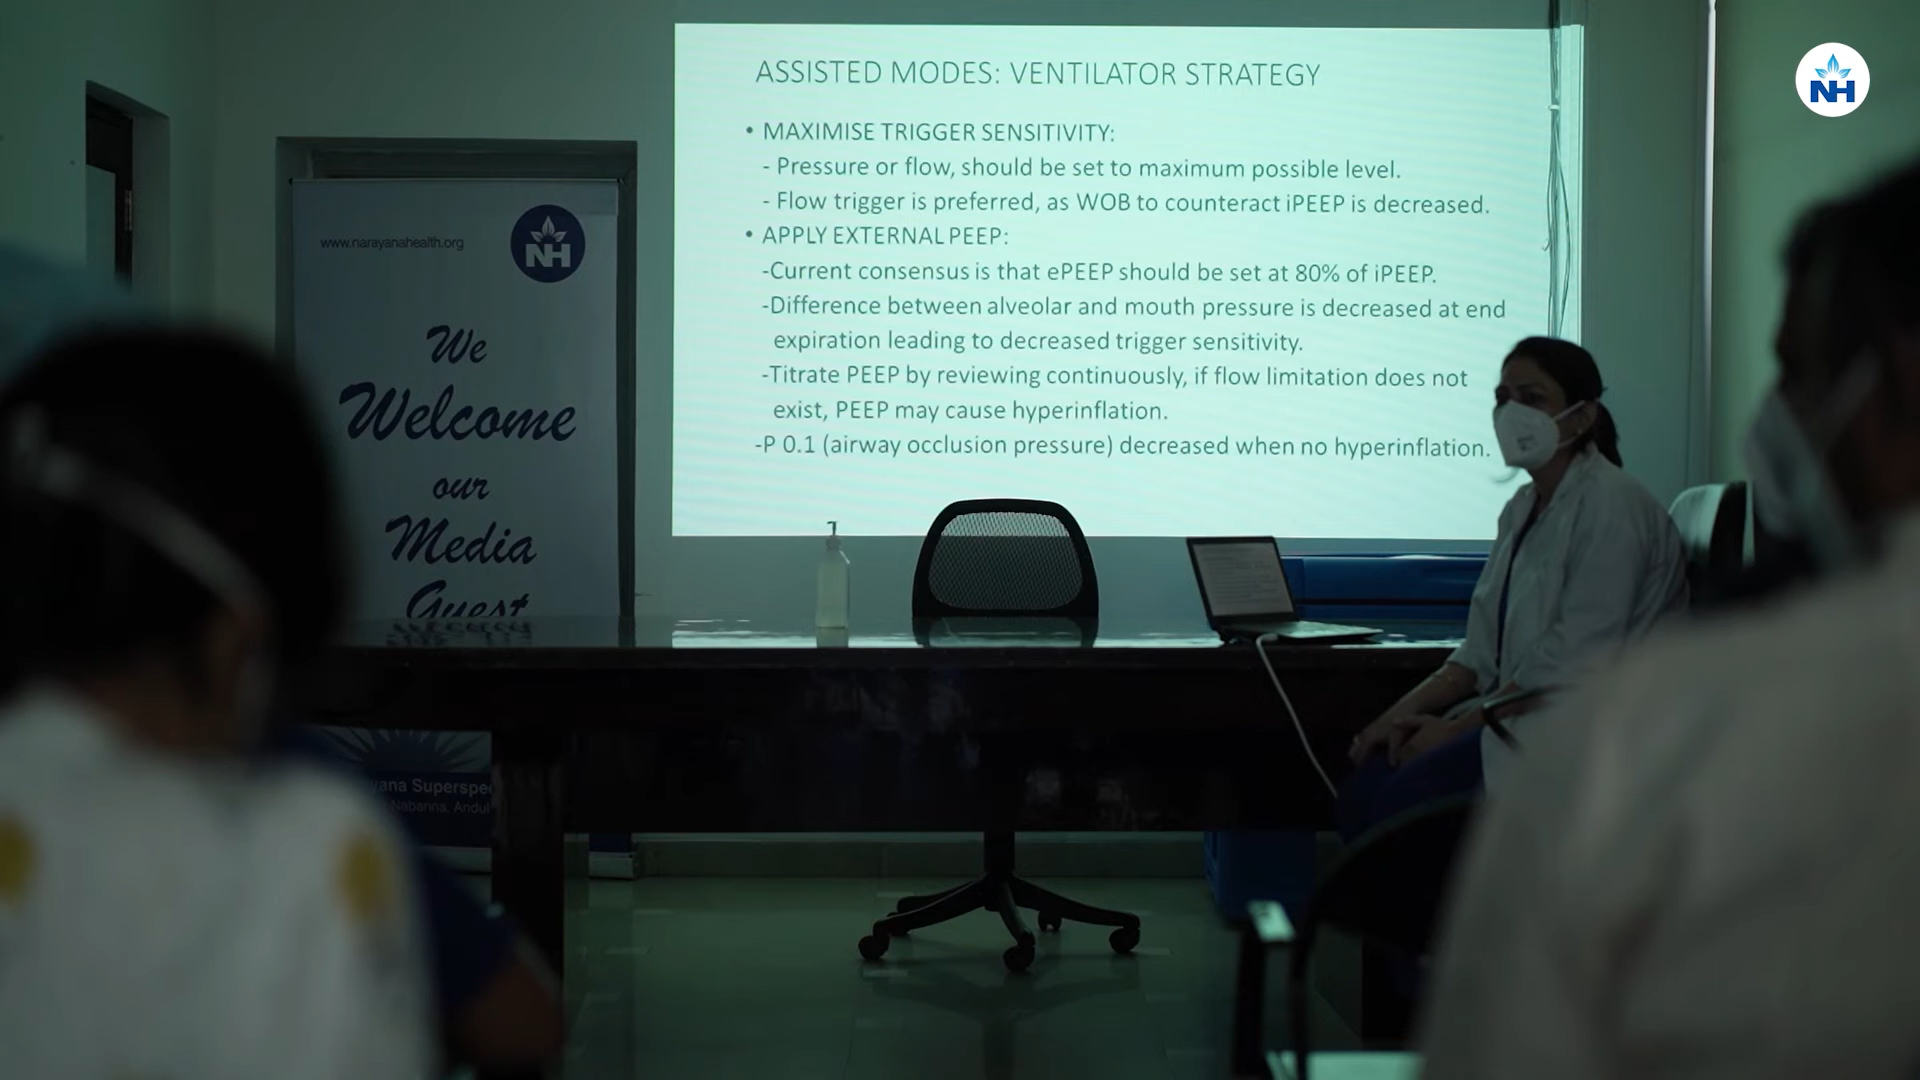 ASSISTED MODES: VENTILATOR STRATEGY
• MAXIMISE TRIGGER SENSITIVITY:
- Pressure or flow, should be set to maximum possible level.
- Flow trigger is preferred, as WOB to counteract iPEEP is decreased.
• APPLY EXTERNAL PEEP:
-Current consensus is that ePEEP should be set at 80% of iPEEP.
-Difference between alveolar and mouth pressure is decreased at end
expiration leading to decreased trigger sensitivity.
-Titrate PEEP by reviewing continuously, if flow limitation does not
exist, PEEP may cause hyperinflation.
-P 0.1 (airway occlusion pressure) decreased when no hyperinflation.
NH
www.narayanahealth.org
NH
We
Welcome
our
Media
Guest
Nabanna, Andul